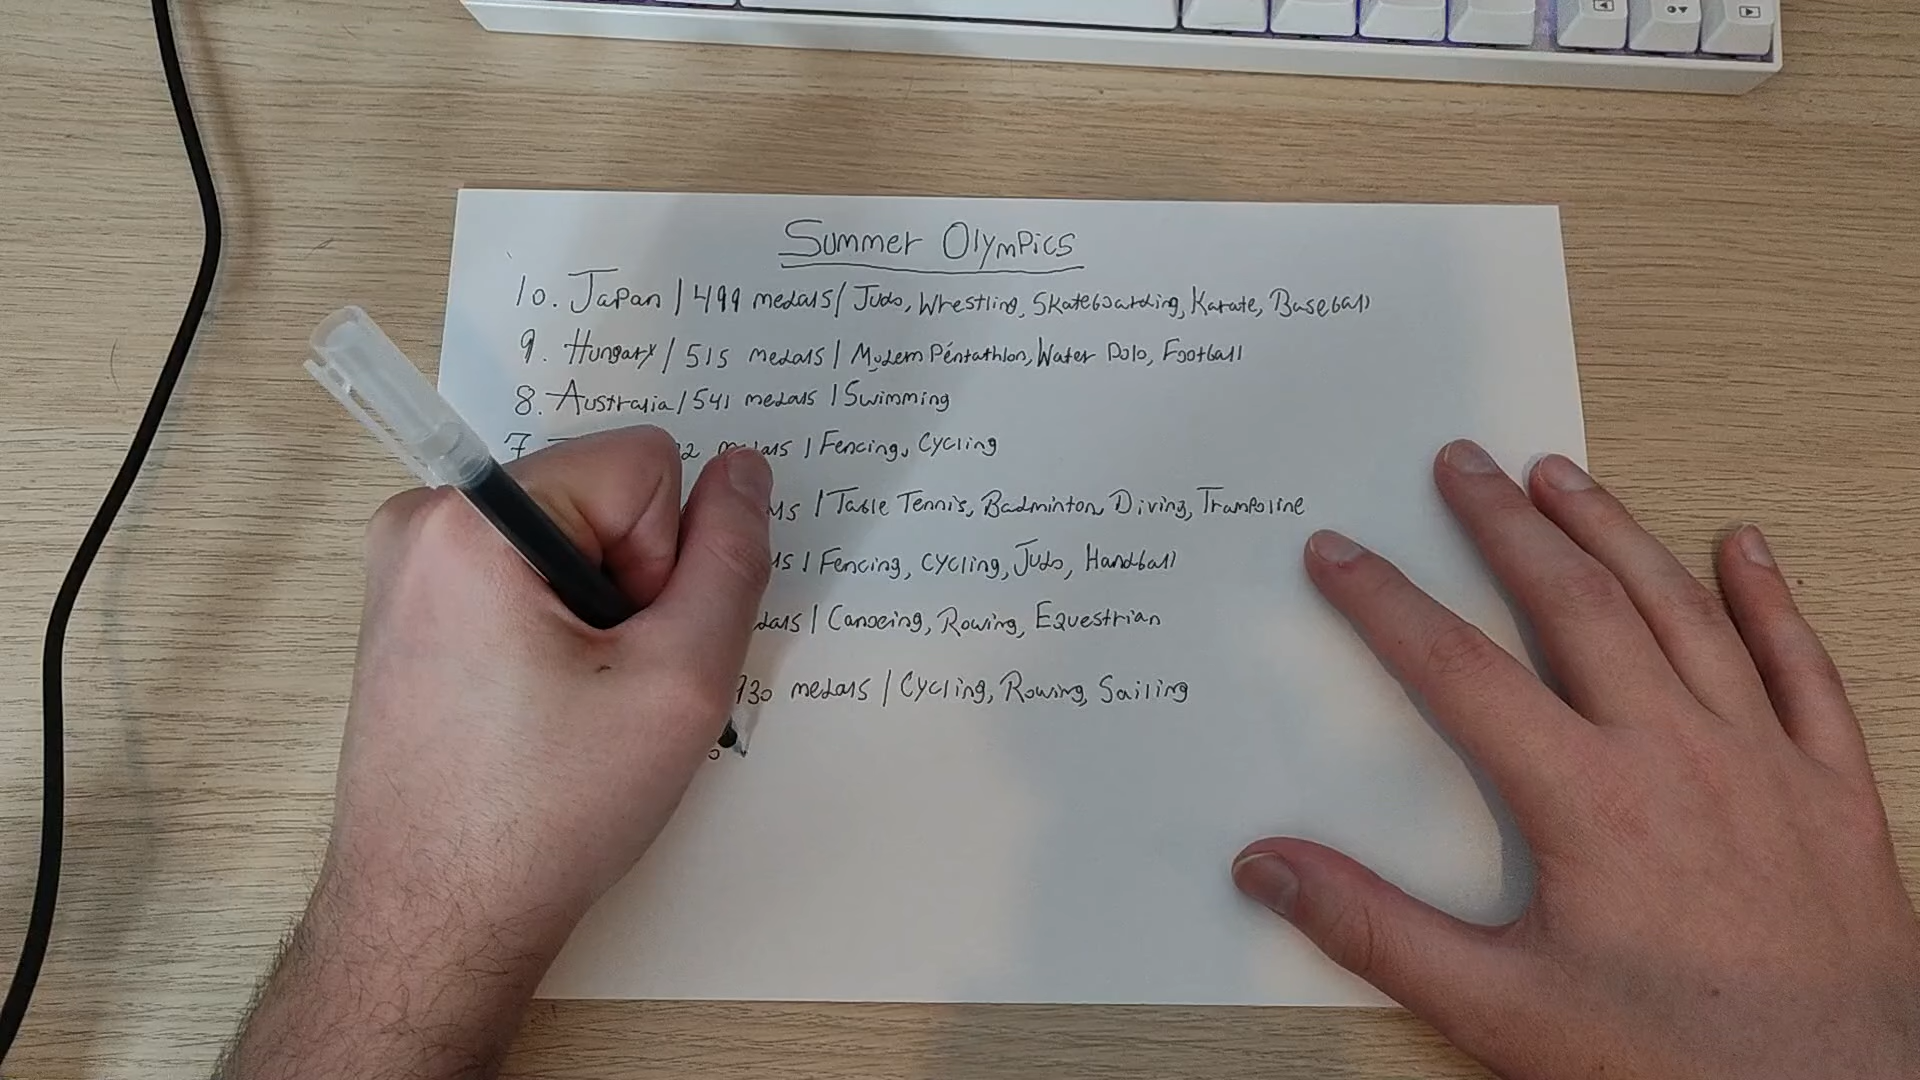 Summer Olympics
10. Japan | 499 medals | Judo, Wrestling, Skateboarding, Karate, Baseball
9. Hungary | 515 medals | Modern Pentathlon, Water Polo, Football
8. Australia | 541 medals | Swimming
7. medals | Fencing, Cycling
| Table Tennis, Badminton, Diving, Trampoline
| Fencing, Cycling, Judo, Handball
| Canoeing, Rowing, Equestrian
930 medals | Cycling, Rowing, Sailing